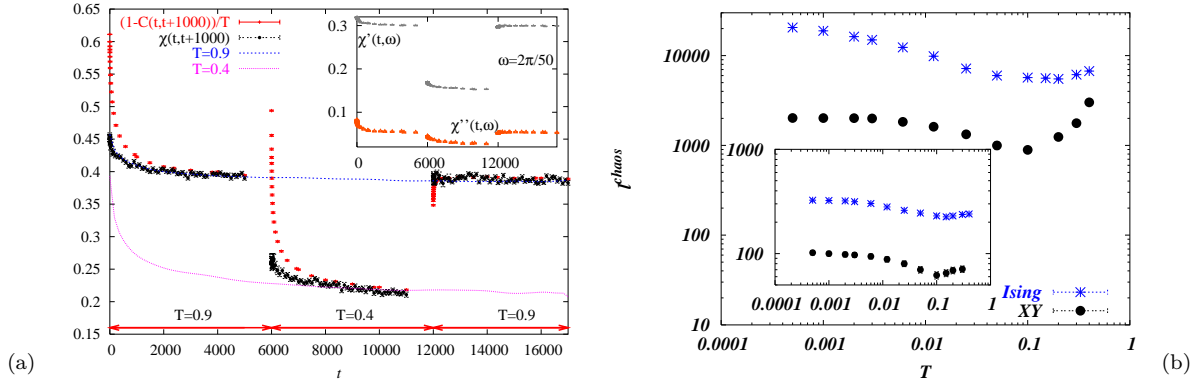 (1-C(t,t+1000))/T
χ(t,t+1000)
T=0.9
T=0.4
0.65
0.6
0.55
0.5
0.45
0.4
0.35
0.3
0.25
0.2
0.15
0 2000 4000 6000 8000 10000 12000 14000 16000
t
T=0.9 T=0.4 T=0.9
0.3
0.2
0.1
0 6000 12000
χ'(t,ω)
ω=2π/50
χ''(t,ω)
(a)
10000
1000
100
10
0.0001 0.001 0.01 0.1 1
T
t^chaos
1000
100
0.0001 0.001 0.01 0.1 1
Ising
XY
(b)